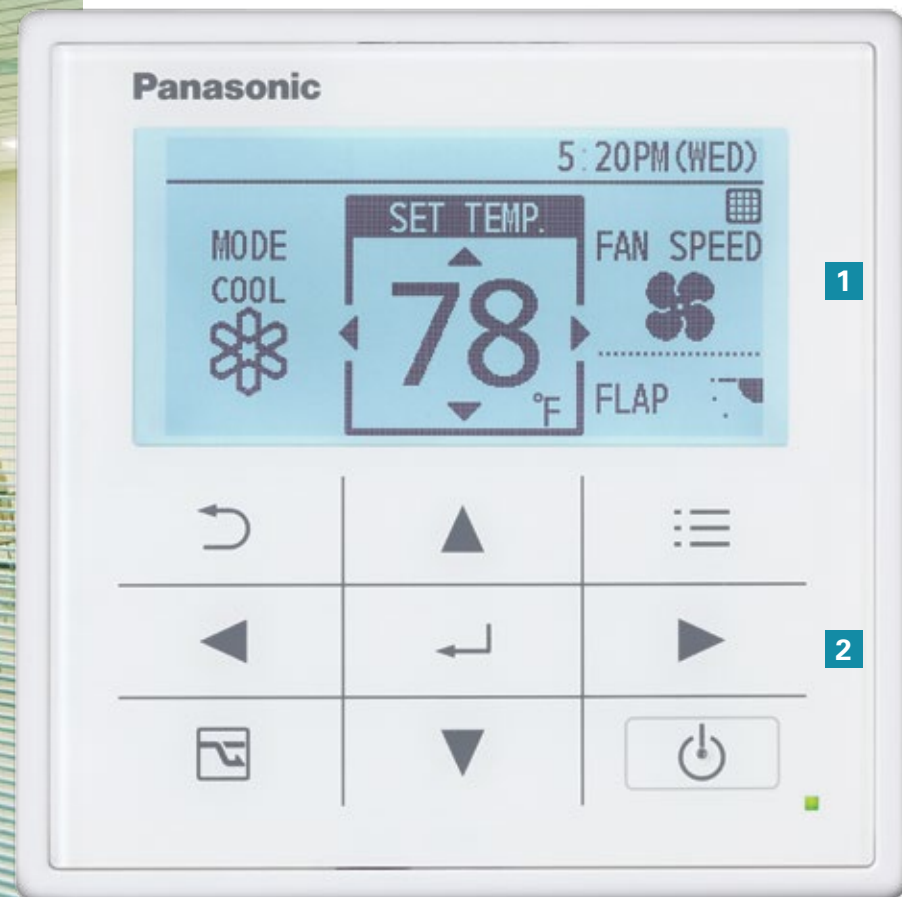 Panasonic
5:20PM(WED)
SET TEMP.
MODE
COOL
78
°F
FAN SPEED
FLAP
1
2